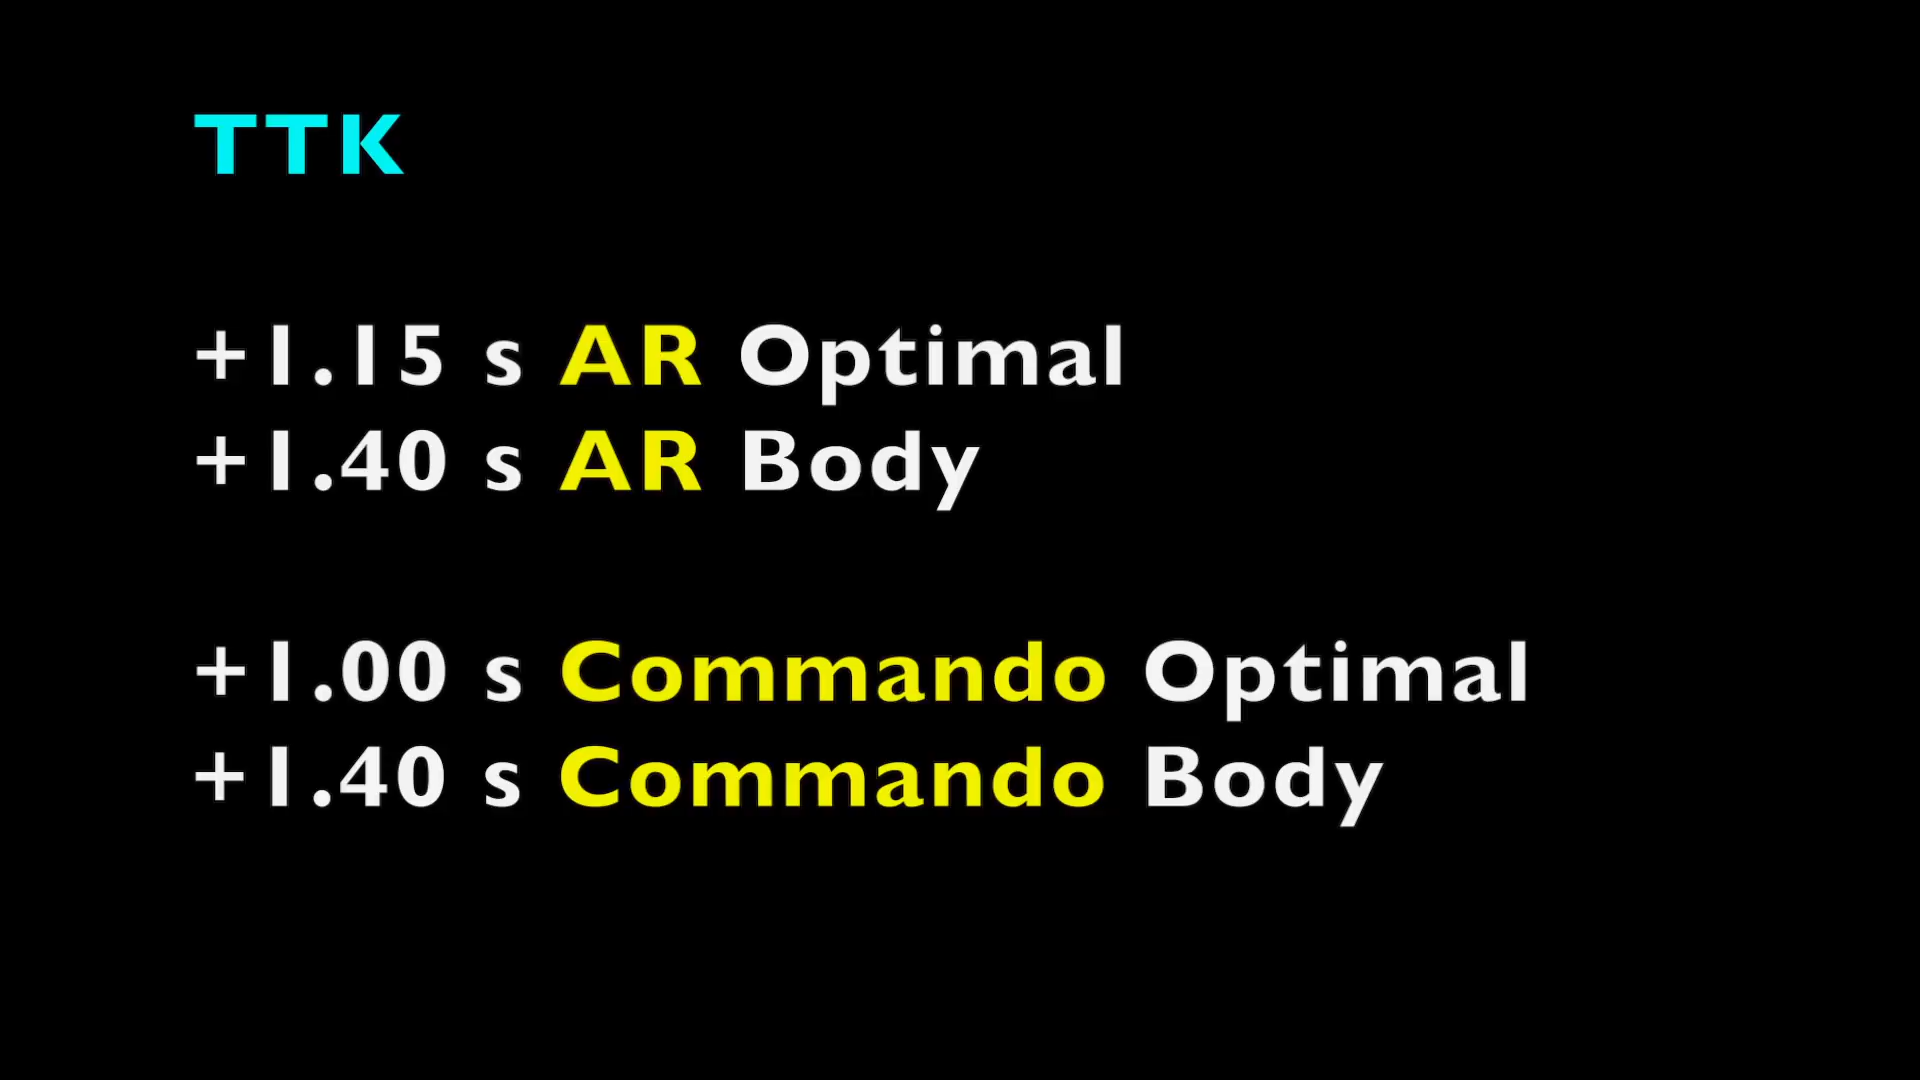 TTK
+1.15 s AR Optimal
+1.40 s AR Body
+1.00 s Commando Optimal
+1.40 s Commando Body